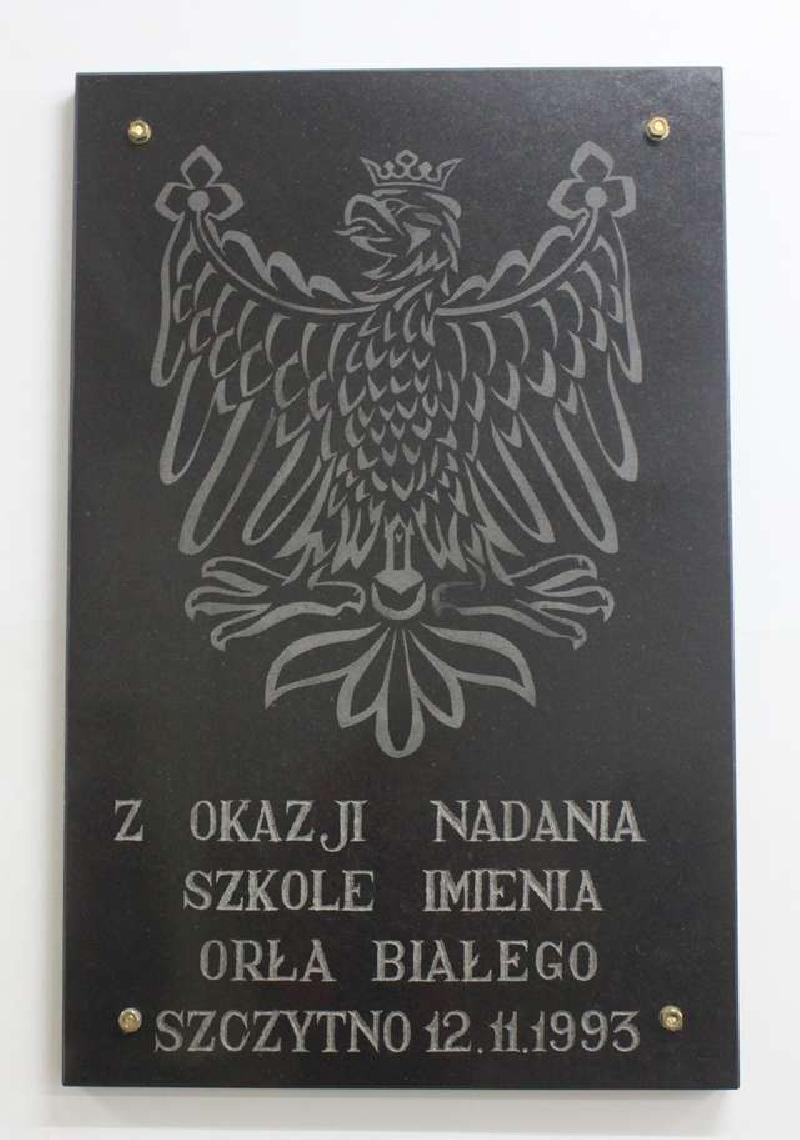 Z OKAZJI NADANIA
SZKOLE IMIENIA
ORŁA BIAŁEGO
SZCZYTNO 12.11.1993